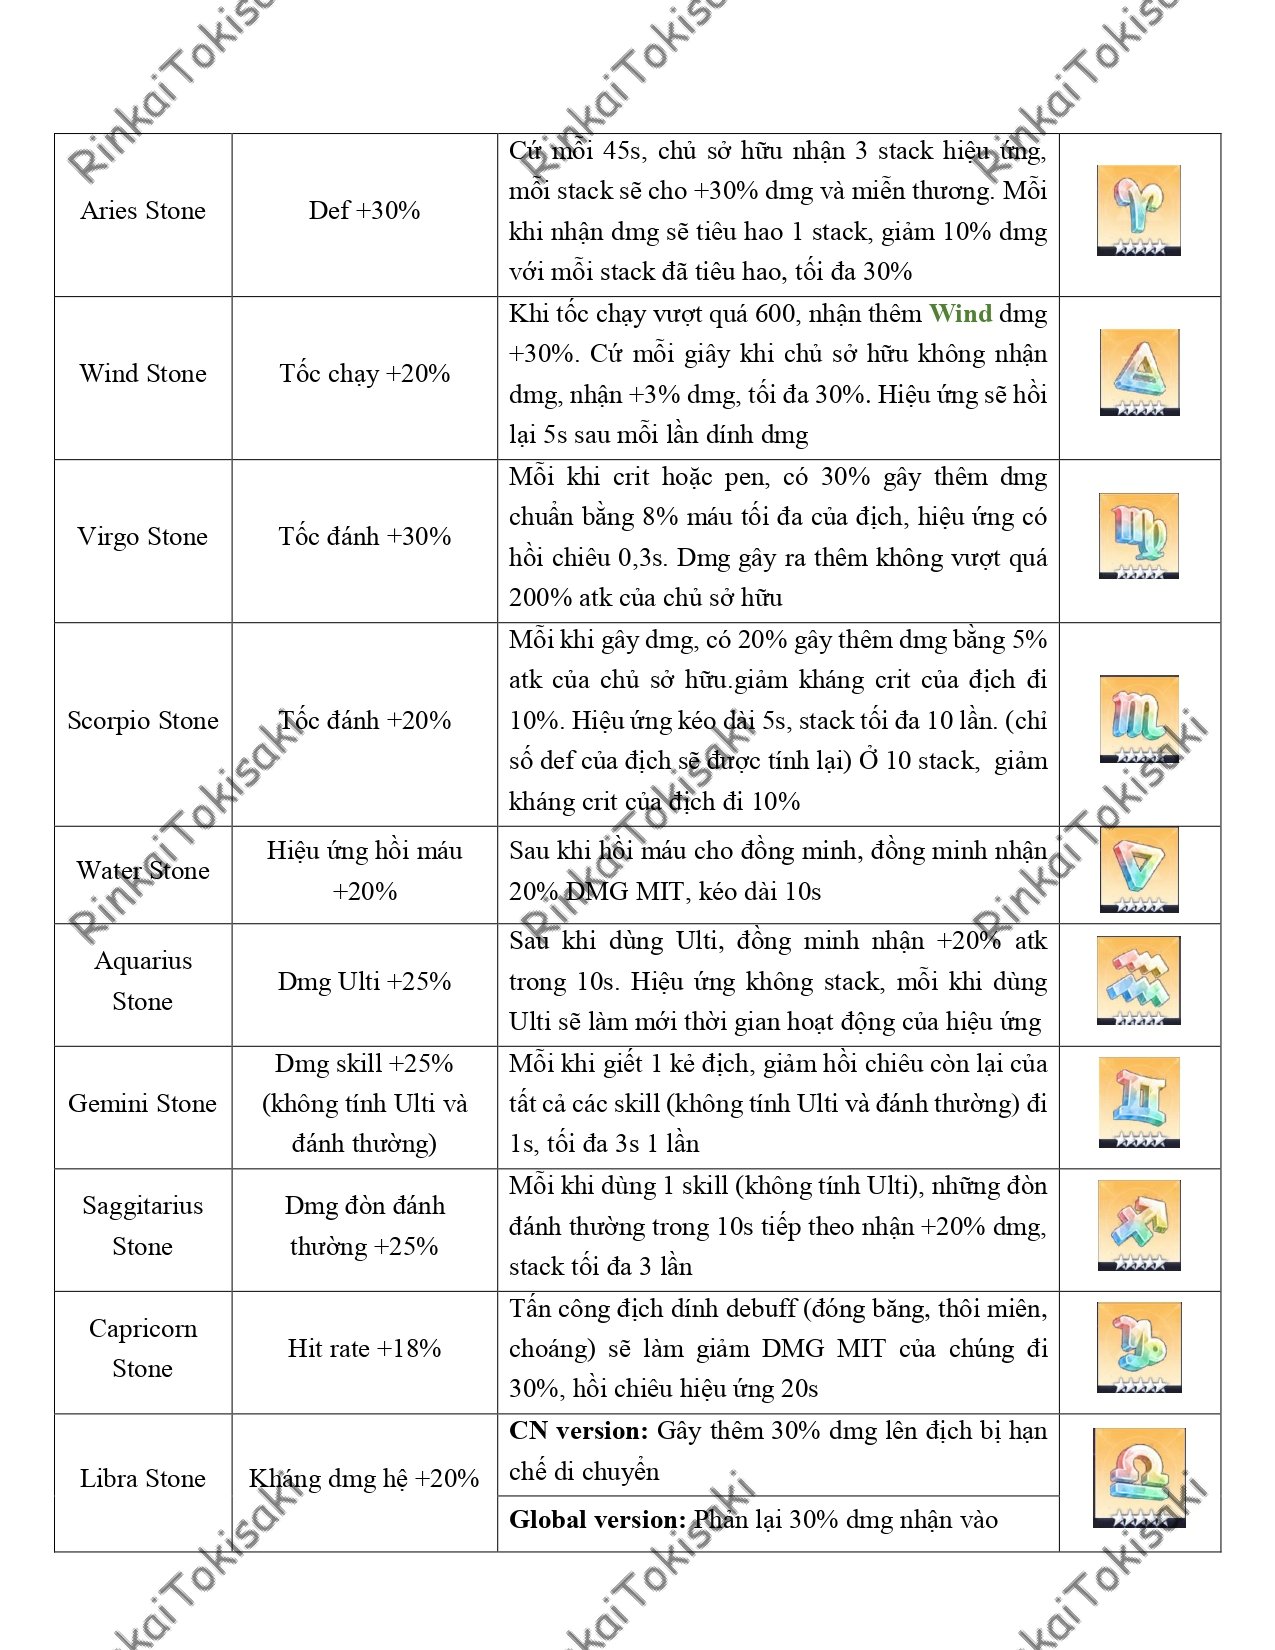 RinkaiTokisaki RinkaiTokisaki RinkaiTokisaki
Aries Stone
Def +30%
Cứ mỗi 45s, chủ sở hữu nhận 3 stack hiệu ứng,
mỗi stack sẽ cho +30% dmg và miễn thương. Mỗi
khi nhận dmg sẽ tiêu hao 1 stack, giảm 10% dmg
với mỗi stack đã tiêu hao, tối đa 30%
Wind Stone
Tốc chạy +20%
Khi tốc chạy vượt quá 600, nhận thêm Wind dmg
+30%. Cứ mỗi giây khi chủ sở hữu không nhận
dmg, nhận +3% dmg, tối đa 30%. Hiệu ứng sẽ hồi
lại 5s sau mỗi lần dính dmg
Virgo Stone
Tốc đánh +30%
Mỗi khi crit hoặc pen, có 30% gây thêm dmg
chuẩn bằng 8% máu tối đa của địch, hiệu ứng có
hồi chiêu 0,3s. Dmg gây ra thêm không vượt quá
200% atk của chủ sở hữu
Scorpio Stone
Tốc đánh +20%
Mỗi khi gây dmg, có 20% gây thêm dmg bằng 5%
atk của chủ sở hữu.giảm kháng crit của địch đi
10%. Hiệu ứng kéo dài 5s, stack tối đa 10 lần. (chỉ
số def của địch sẽ được tính lại) Ở 10 stack, giảm
kháng crit của địch đi 10%
RinkaiTokisaki RinkaiTokisaki RinkaiTokisaki
Water Stone
Hiệu ứng hồi máu
+20%
Sau khi hồi máu cho đồng minh, đồng minh nhận
20% DMG MIT, kéo dài 10s
Aquarius
Stone
Dmg Ulti +25%
Sau khi dùng Ulti, đồng minh nhận +20% atk
trong 10s. Hiệu ứng không stack, mỗi khi dùng
Ulti sẽ làm mới thời gian hoạt động của hiệu ứng
Gemini Stone
Dmg skill +25%
(không tính Ulti và
đánh thường)
Mỗi khi giết 1 kẻ địch, giảm hồi chiêu còn lại của
tất cả các skill (không tính Ulti và đánh thường) đi
1s, tối đa 3s 1 lần
Saggitarius
Stone
Dmg đòn đánh
thường +25%
Mỗi khi dùng 1 skill (không tính Ulti), những đòn
đánh thường trong 10s tiếp theo nhận +20% dmg,
stack tối đa 3 lần
Capricorn
Stone
Hit rate +18%
Tấn công địch dính debuff (đóng băng, thôi miên,
choáng) sẽ làm giảm DMG MIT của chúng đi
30%, hồi chiêu hiệu ứng 20s
Libra Stone
Kháng dmg hệ +20%
CN version: Gây thêm 30% dmg lên địch bị hạn
chế di chuyển
Global version: Phản lại 30% dmg nhận vào
RinkaiTokisaki RinkaiTokisaki RinkaiTokisaki